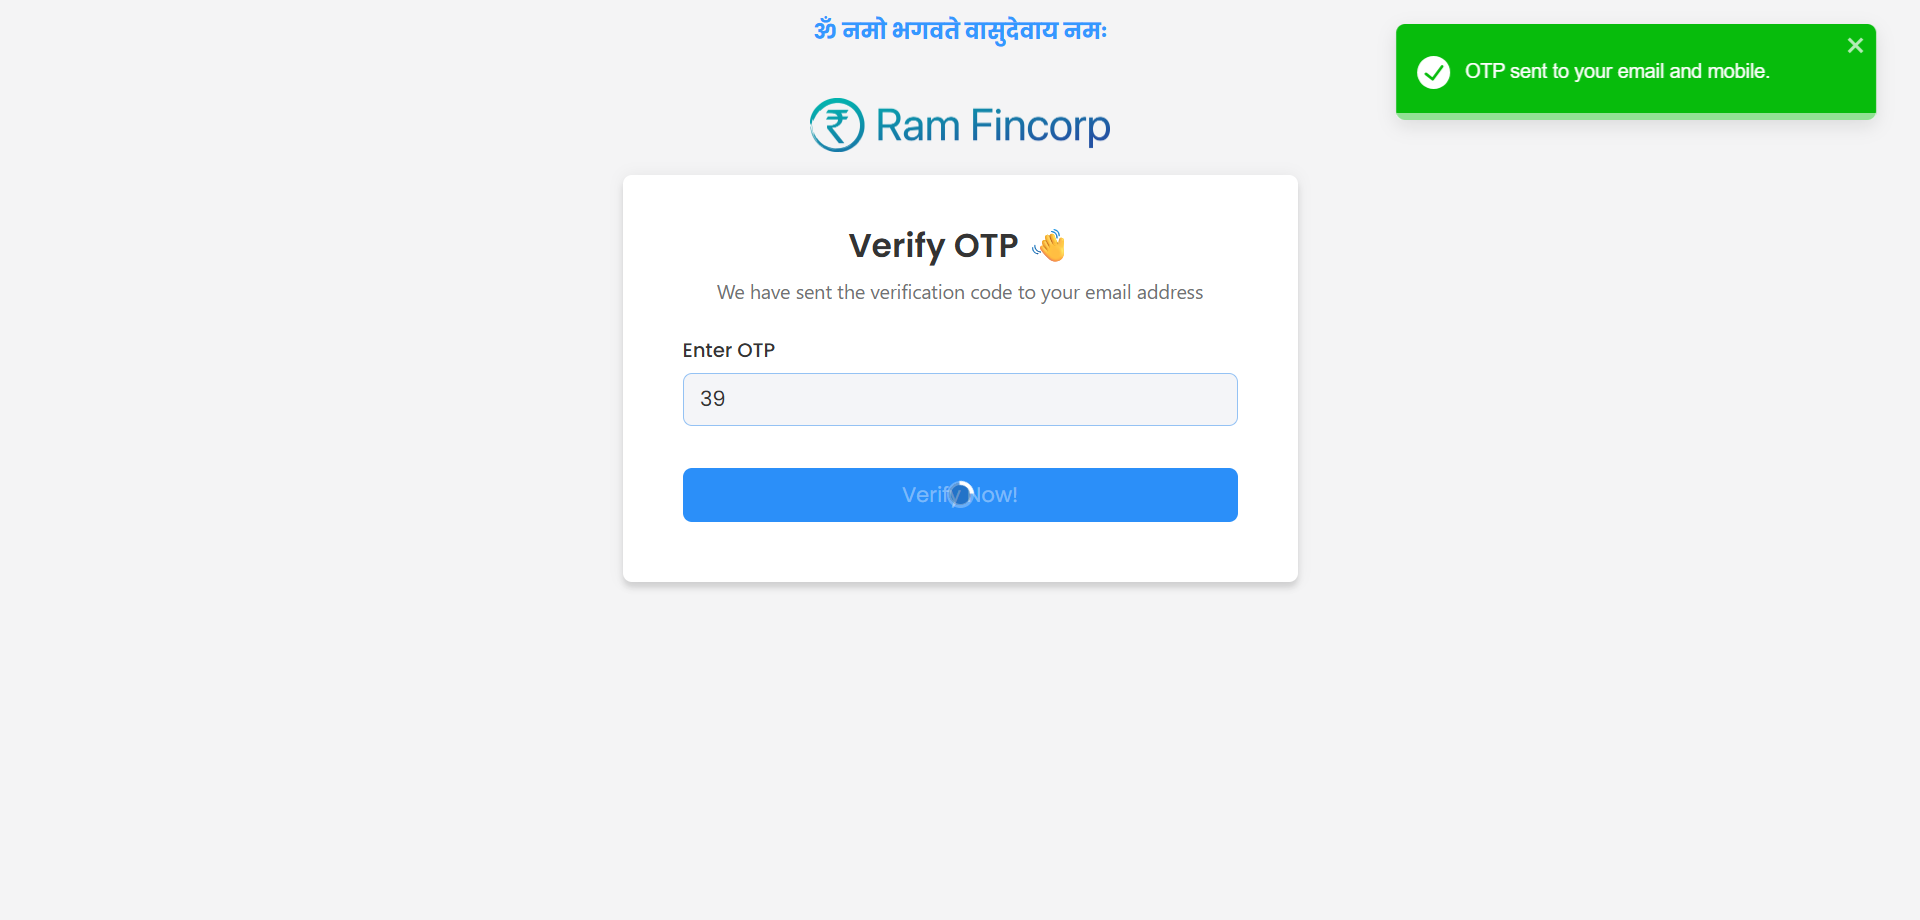 ॐ नमो भगवते वासुदेवाय नमः
OTP sent to your email and mobile.
Ram Fincorp
Verify OTP
We have sent the verification code to your email address
Enter OTP
39
Verify Now!